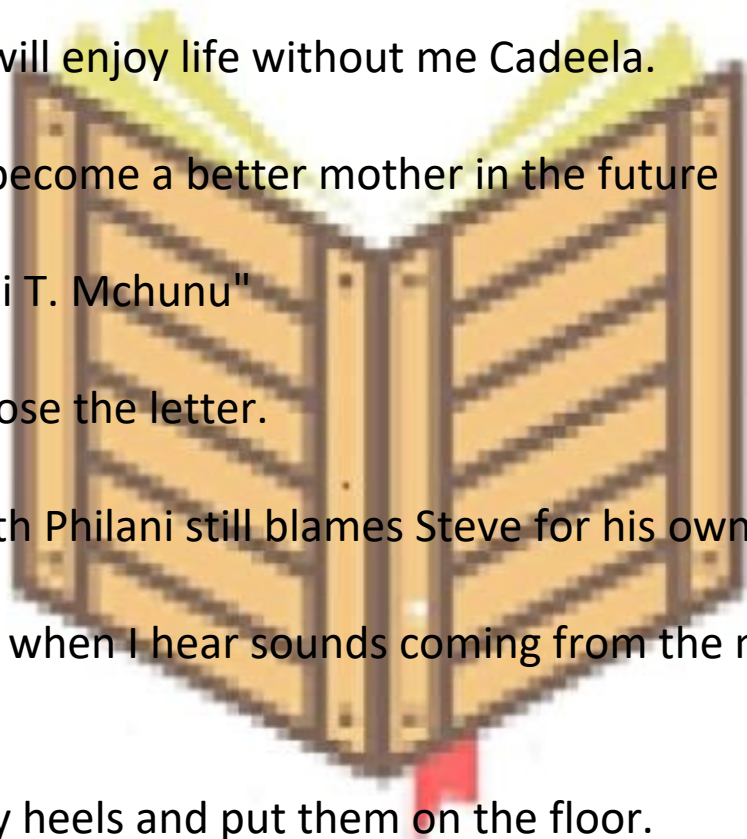 will enjoy life without me Cadeela.
become a better mother in the future
i T. Mchunu"
ose the letter.
th Philani still blames Steve for his own
when I hear sounds coming from the
y heels and put them on the floor.